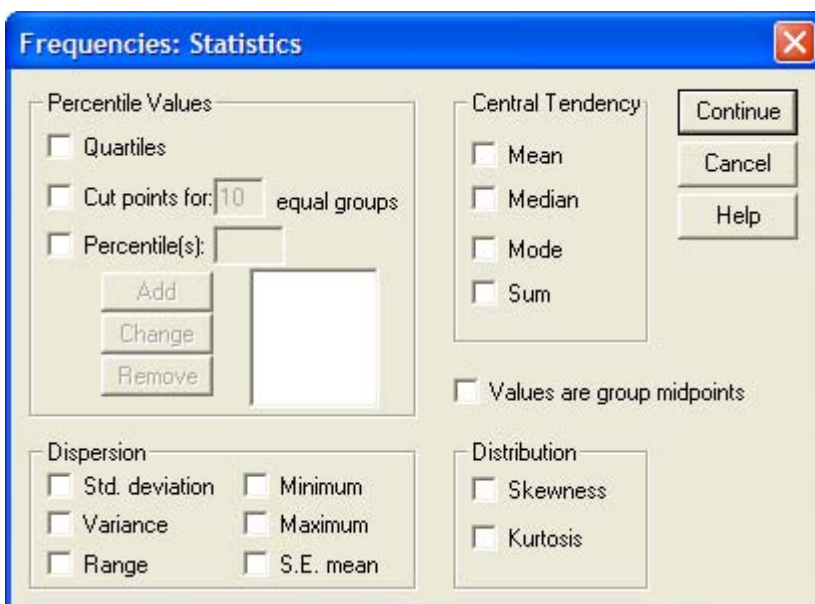 Frequencies: Statistics
Percentile Values
Quartiles
Cut points for: 10 equal groups
Percentile(s):
Add
Change
Remove
Central Tendency
Mean
Median
Mode
Sum
Continue
Cancel
Help
Values are group midpoints
Dispersion
Std. deviation Minimum
Variance Maximum
Range S.E. mean
Distribution
Skewness
Kurtosis